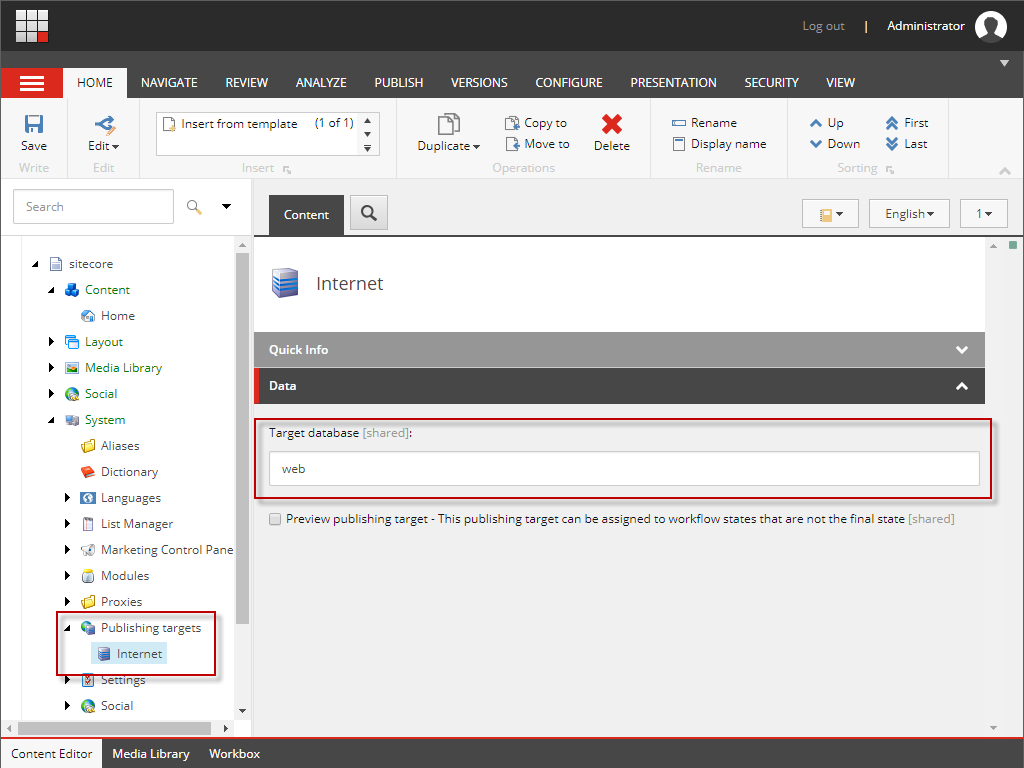 Log out | Administrator
HOME NAVIGATE REVIEW ANALYZE PUBLISH VERSIONS CONFIGURE PRESENTATION SECURITY VIEW
Save
Write
Edit
Edit
Insert from template (1 of 1)
Insert
Duplicate
Copy to
Move to
Delete
Operations
Rename
Display name
Rename
Up
Down
First
Last
Sorting
Search
sitecore
Content
Home
Layout
Media Library
Social
System
Aliases
Dictionary
Languages
List Manager
Marketing Control Pane
Modules
Proxies
Publishing targets
Internet
Settings
Social
Content
English
1
Internet
Quick Info
Data
Target database [shared]:
web
Preview publishing target - This publishing target can be assigned to workflow states that are not the final state [shared]
Content Editor Media Library Workbox